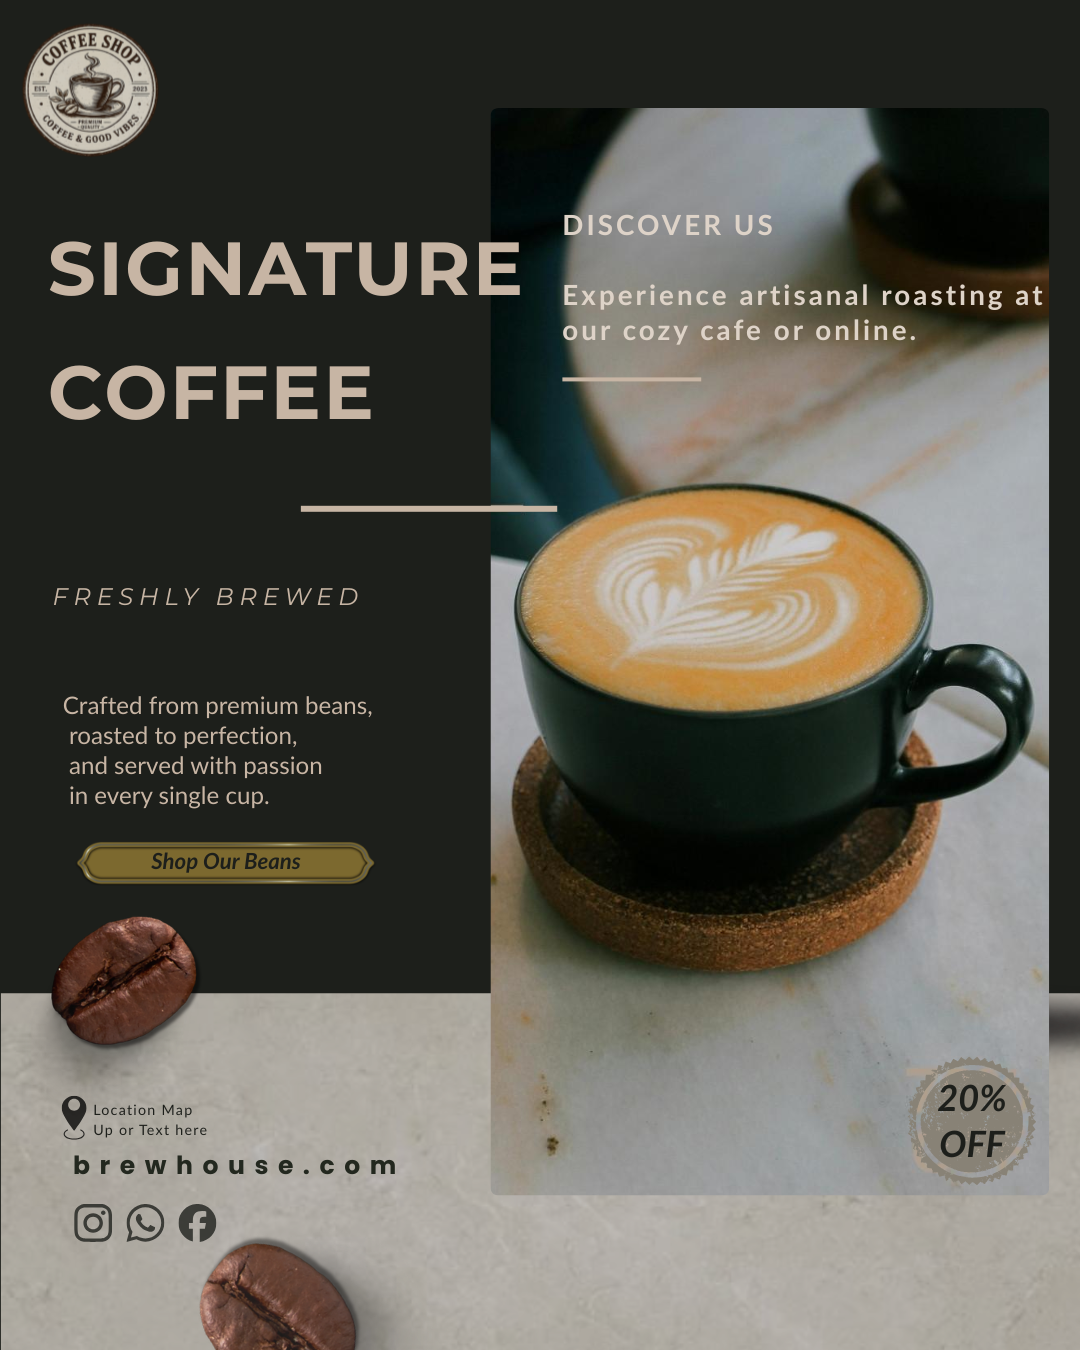 COFFEE SHOP
EST. 2023
PREMIUM
QUALITY
COFFEE & GOOD VIBES
SIGNATURE
COFFEE
DISCOVER US
Experience artisanal roasting at
our cozy cafe or online.
FRESHLY BREWED
Crafted from premium beans,
roasted to perfection,
and served with passion
in every single cup.
Shop Our Beans
Location Map
Up or Text here
brewhouse.com
20%
OFF